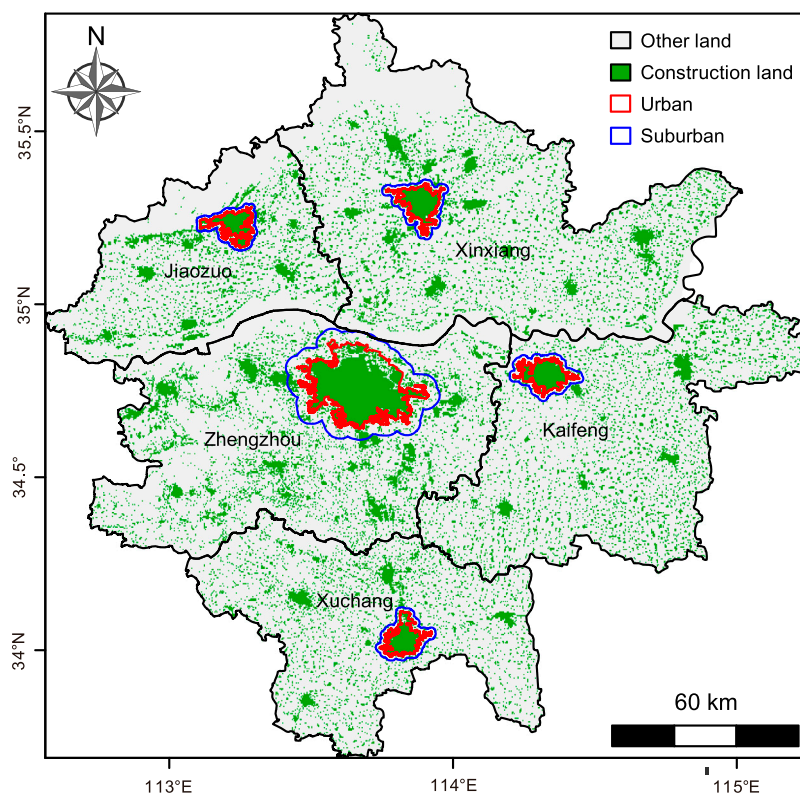 N
Other land
Construction land
Urban
Suburban
35.5°N
Xinxiang
Jiaozuo
35°N
Zhengzhou
Kaifeng
34.5°
Xuchang
34°N
60 km
113°E
114°E
115°E